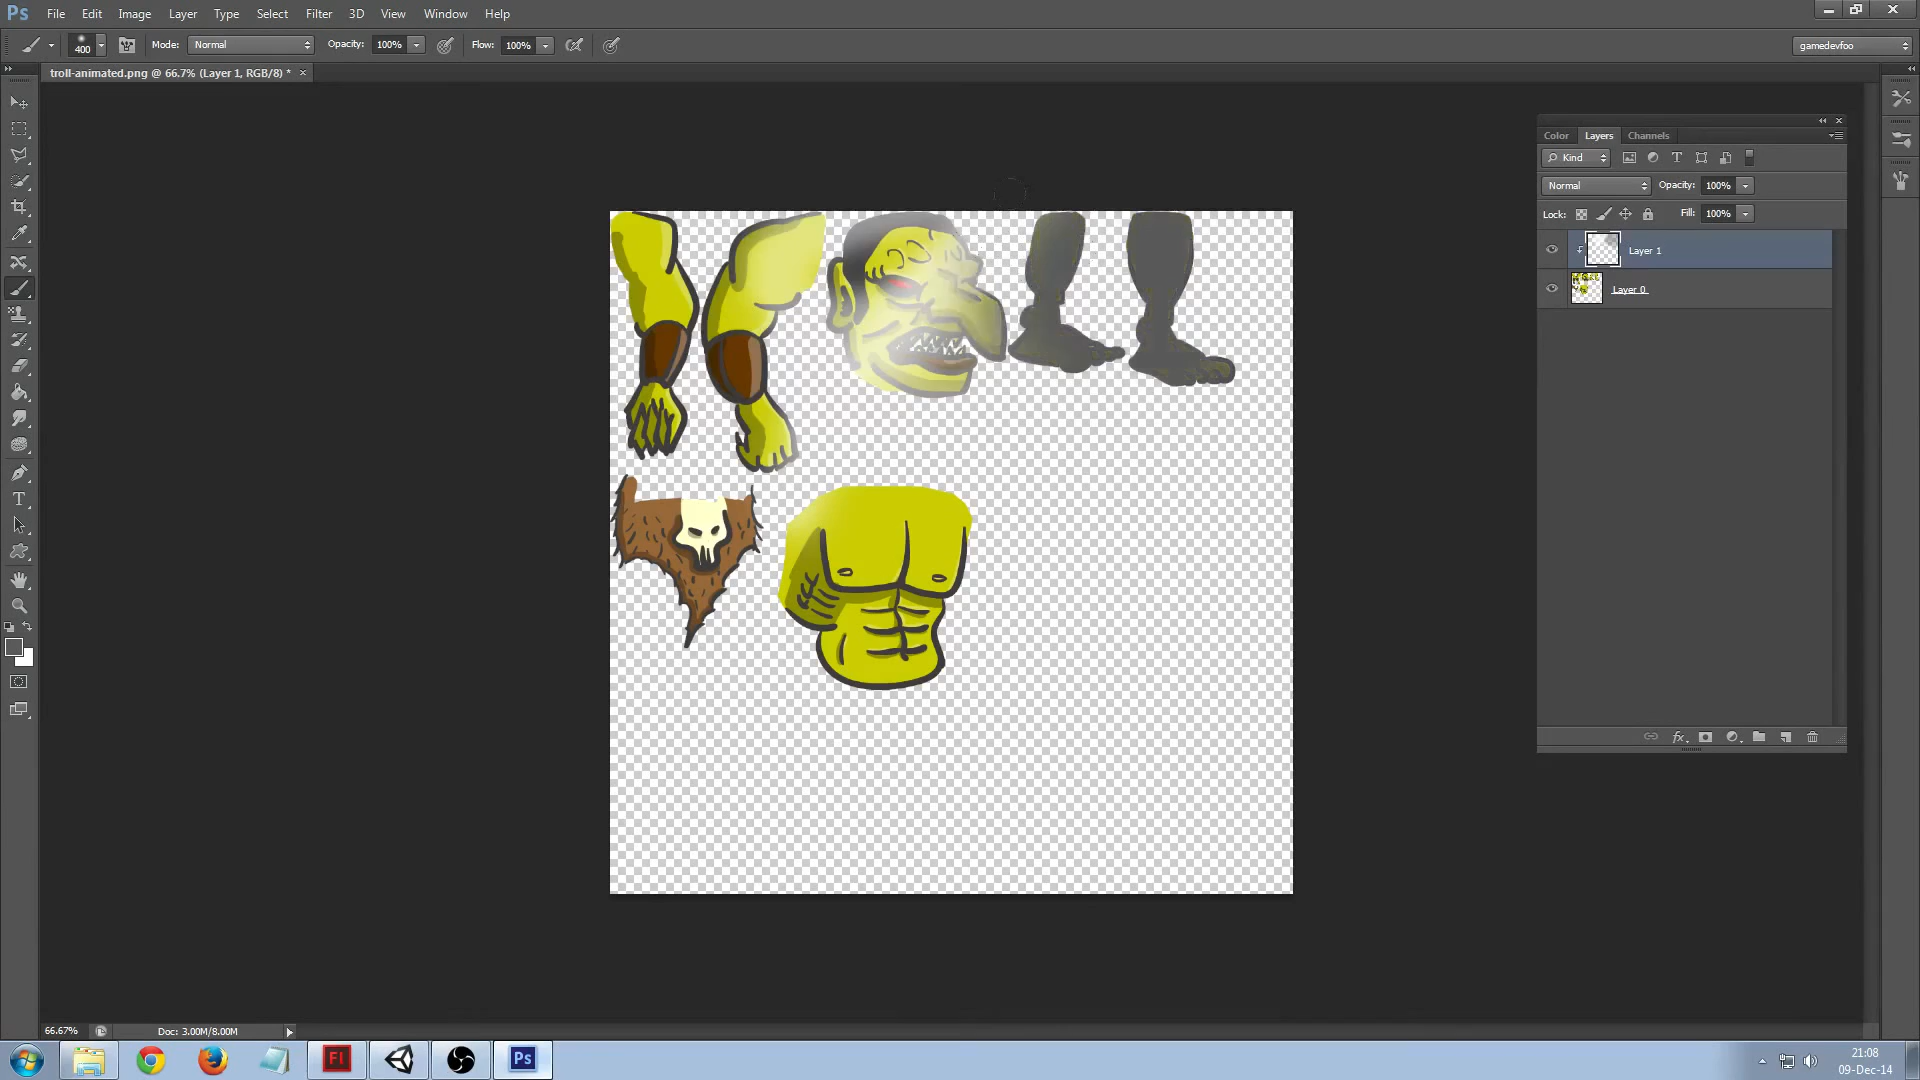 Ps File Edit Image Layer Type Select Filter 3D View Window Help
400 Mode: Normal Opacity: 100% Flow: 100% gamedevfoo
troll-animated.png @ 66.7% (Layer 1, RGB/8) * ×
Color Layers Channels
Kind
Normal Opacity: 100%
Lock: Fill: 100%
Layer 1
Layer 0
fx
T
66.67% Doc: 3.00M/8.00M
Fl Ps
21:08
09-Dec-14